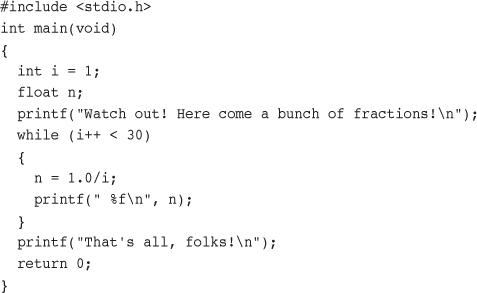 #include <stdio.h>
int main(void)
{
  int i = 1;
  float n;
  printf("Watch out! Here come a bunch of fractions!\n");
  while (i++ < 30)
  {
    n = 1.0/i;
    printf(" %f\n", n);
  }
  printf("That's all, folks!\n");
  return 0;
}